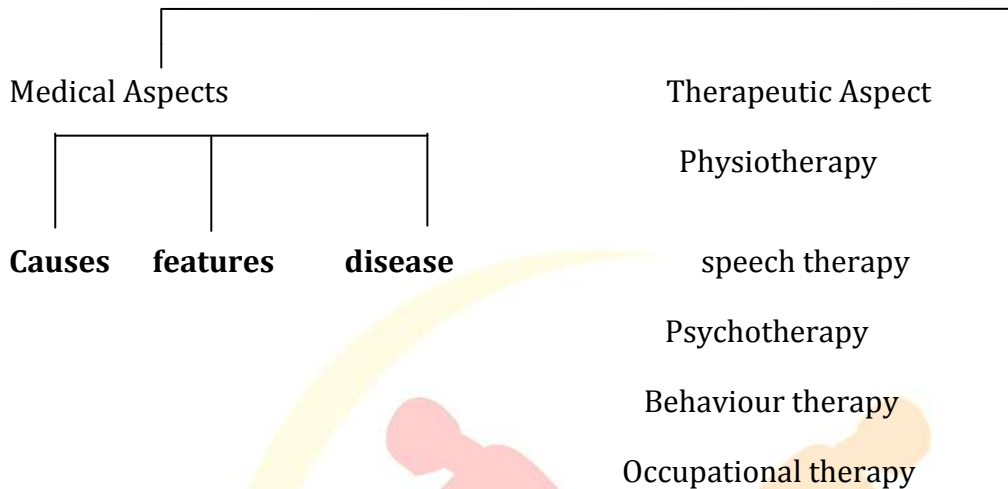 Medical Aspects Therapeutic Aspect
Physiotherapy
Causes features disease speech therapy
Psychotherapy
Behaviour therapy
Occupational therapy